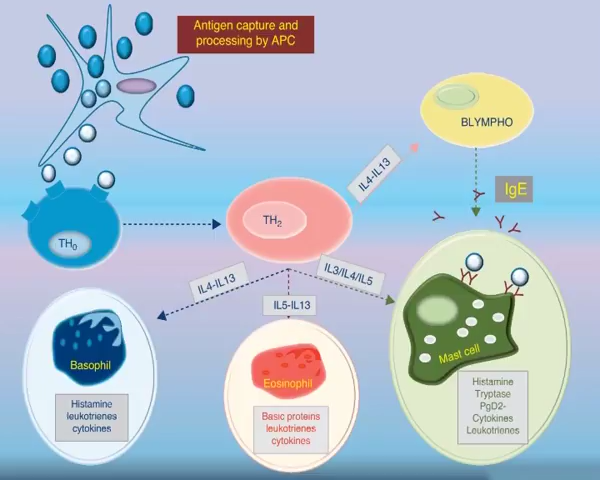 Antigen capture and
processing by APC
BLYMPHO
IL4-IL13
IgE
TH2
TH0
IL4-IL13
IL3/IL4/IL5
IL5-IL13
Basophil
Eosinophil
Mast cell
Histamine
leukotrienes
cytokines
Basic proteins
leukotrienes
cytokines
Histamine
Tryptase
PgD2-
Cytokines
Leukotrienes